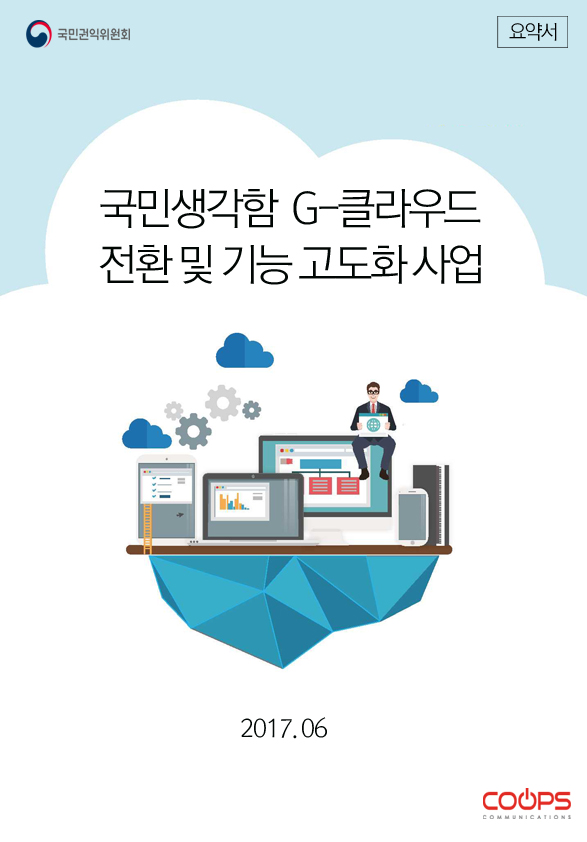 국민권익위원회
요약서
국민생각함 G-클라우드
전환 및 기능 고도화 사업
2017.06
COOPS
COMMUNICATIONS